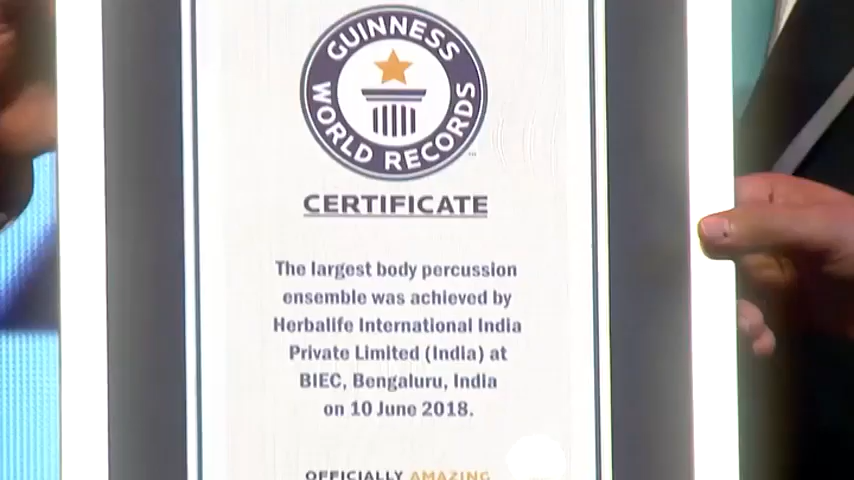 GUINNESS
WORLD RECORDS
CERTIFICATE
The largest body percussion
ensemble was achieved by
Herbalife International India
Private Limited (India) at
BIEC, Bengaluru, India
on 10 June 2018.
OFFICIALLY AMAZING